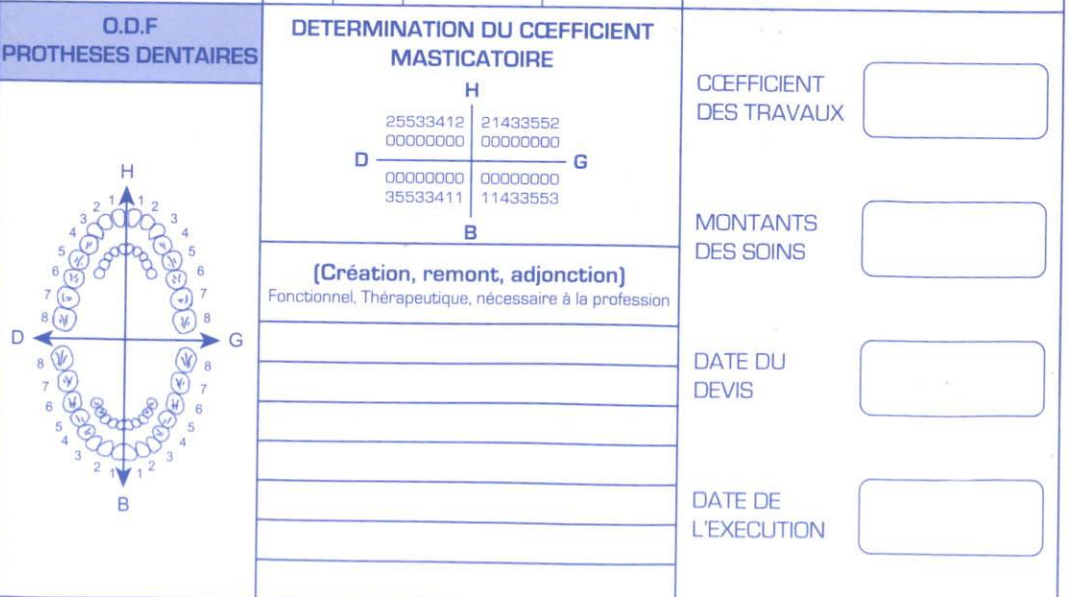 O.D.F
PROTHESES DENTAIRES
H
1 1
2 2
3 3
4 4
5 5
6 6
7 7
8 8
D G
8 8
7 7
6 6
5 5
4 4
3 3
2 2
1 1
B
DETERMINATION DU CŒFFICIENT
MASTICATOIRE
H
25533412 21433552
00000000 00000000
D G
00000000 00000000
35533411 11433553
B
(Création, remont, adjonction)
Fonctionnel, Thérapeutique, nécessaire à la profession
CŒFFICIENT
DES TRAVAUX
MONTANTS
DES SOINS
DATE DU
DEVIS
DATE DE
L'EXECUTION